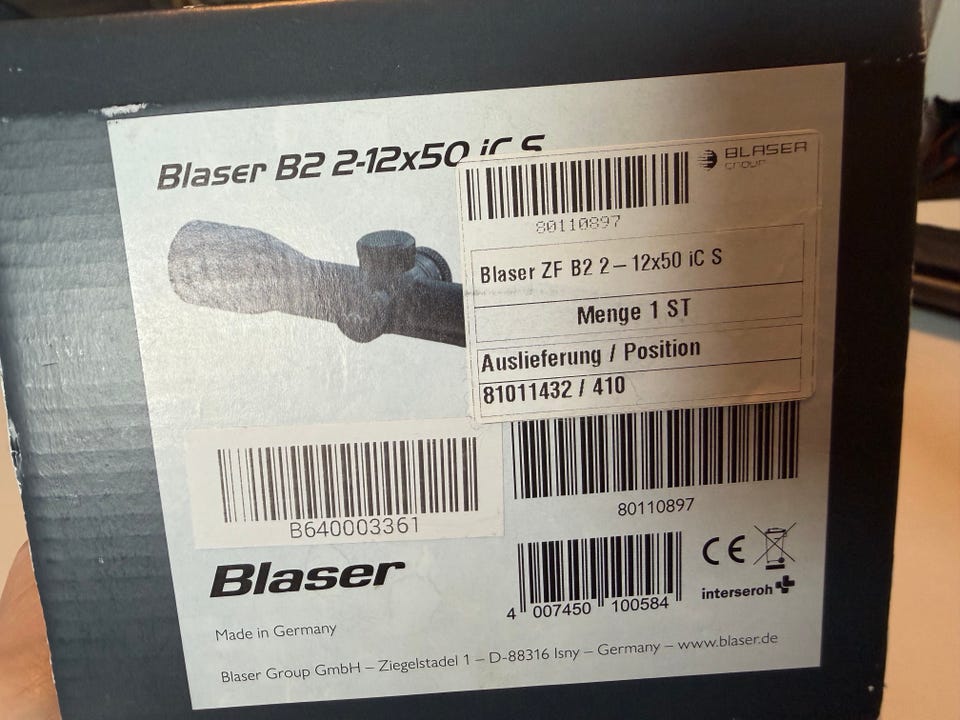 Blaser B2 2-12x50 iC S
BLASER
group
80110897
Blaser ZF B2 2 – 12x50 iC S
Menge 1 ST
Auslieferung / Position
81011432 / 410
80110897
B640003361
Blaser
CE
interseroh
4 007450 100584
Made in Germany
Blaser Group GmbH – Ziegelstadel 1 – D-88316 Isny – Germany – www.blaser.de